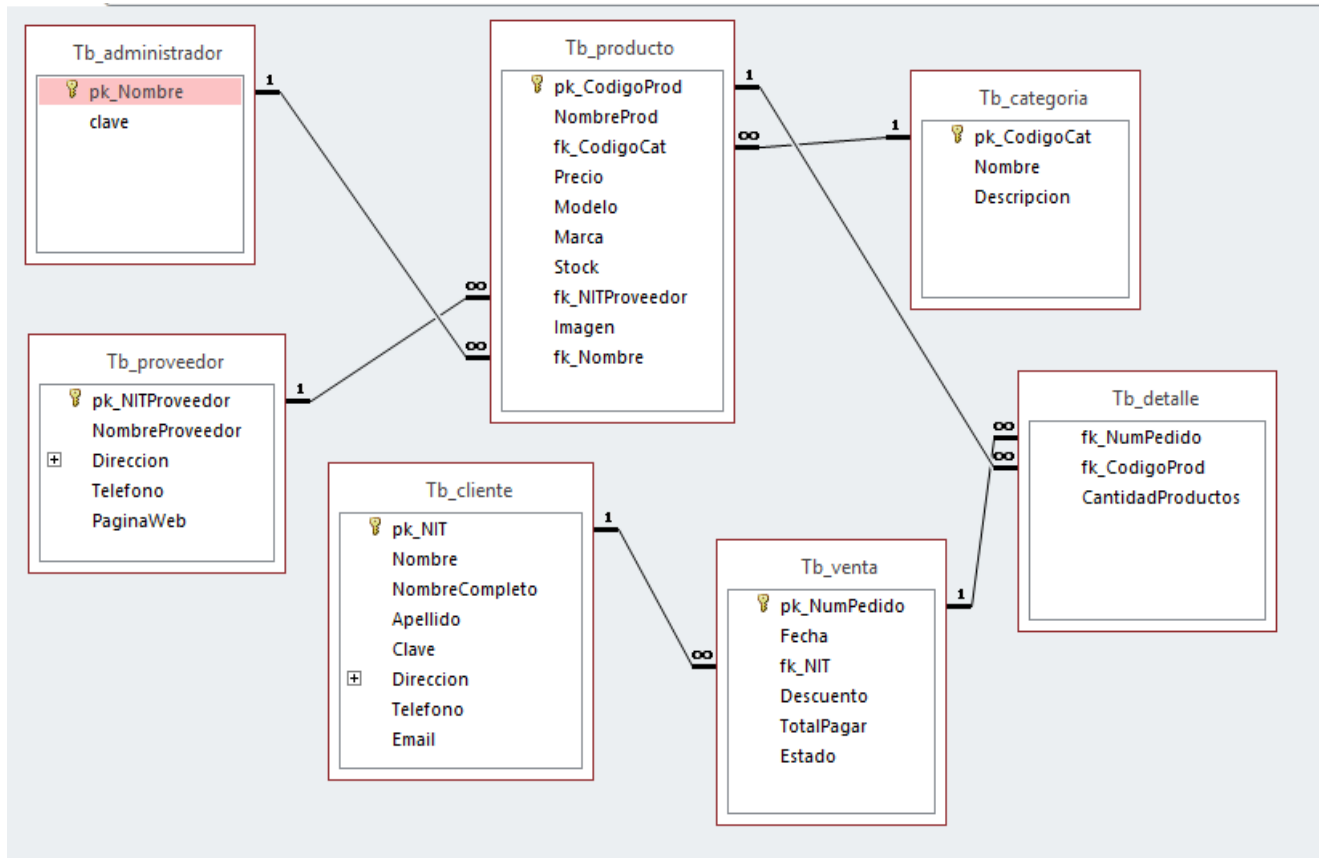 Tb_administrador
pk_Nombre
clave
Tb_producto
pk_CodigoProd
NombreProd
fk_CodigoCat
Precio
Modelo
Marca
Stock
fk_NITProveedor
Imagen
fk_Nombre
Tb_categoria
pk_CodigoCat
Nombre
Descripcion
Tb_proveedor
pk_NITProveedor
NombreProveedor
Direccion
Telefono
PaginaWeb
Tb_cliente
pk_NIT
Nombre
NombreCompleto
Apellido
Clave
Direccion
Telefono
Email
Tb_venta
pk_NumPedido
Fecha
fk_NIT
Descuento
TotalPagar
Estado
Tb_detalle
fk_NumPedido
fk_CodigoProd
CantidadProductos
1
∞
1
∞
1
∞
1
∞
1
∞
1
∞